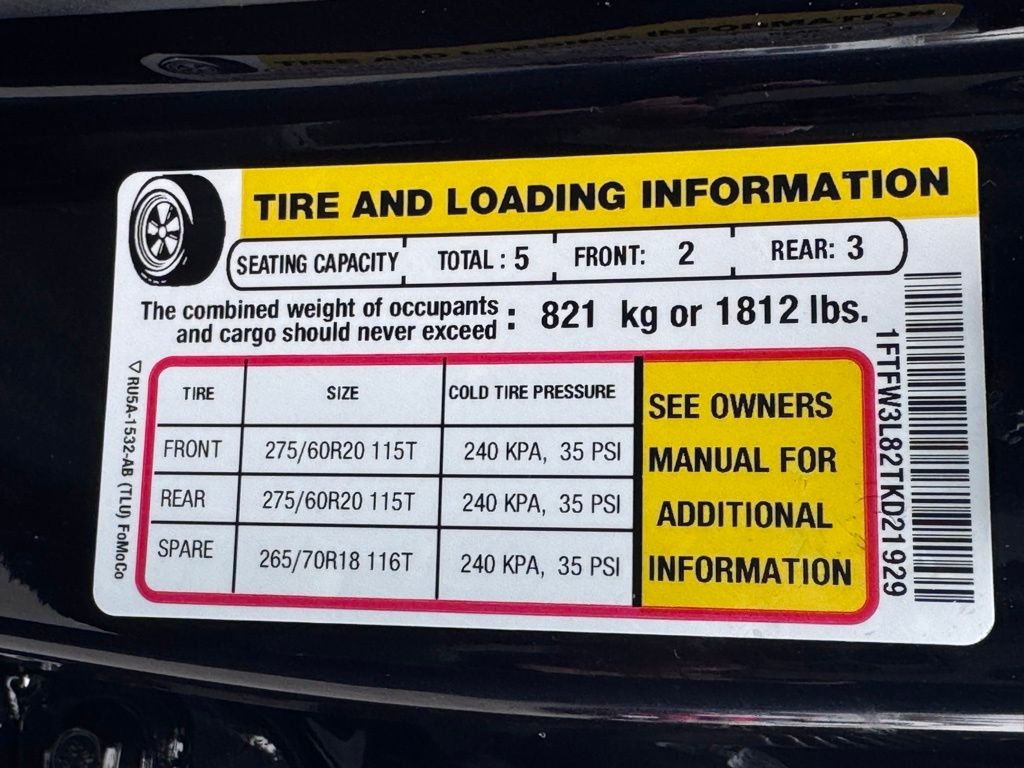 TIRE AND LOADING INFORMATION
SEATING CAPACITY TOTAL : 5 FRONT: 2 REAR: 3
The combined weight of occupants
and cargo should never exceed : 821 kg or 1812 lbs.
TIRE SIZE COLD TIRE PRESSURE
FRONT 275/60R20 115T 240 KPA, 35 PSI
REAR 275/60R20 115T 240 KPA, 35 PSI
SPARE 265/70R18 116T 240 KPA, 35 PSI
SEE OWNERS
MANUAL FOR
ADDITIONAL
INFORMATION
1FTFW3L82TKD21929
RU5A-1532-AB (TLU) FoMoCo